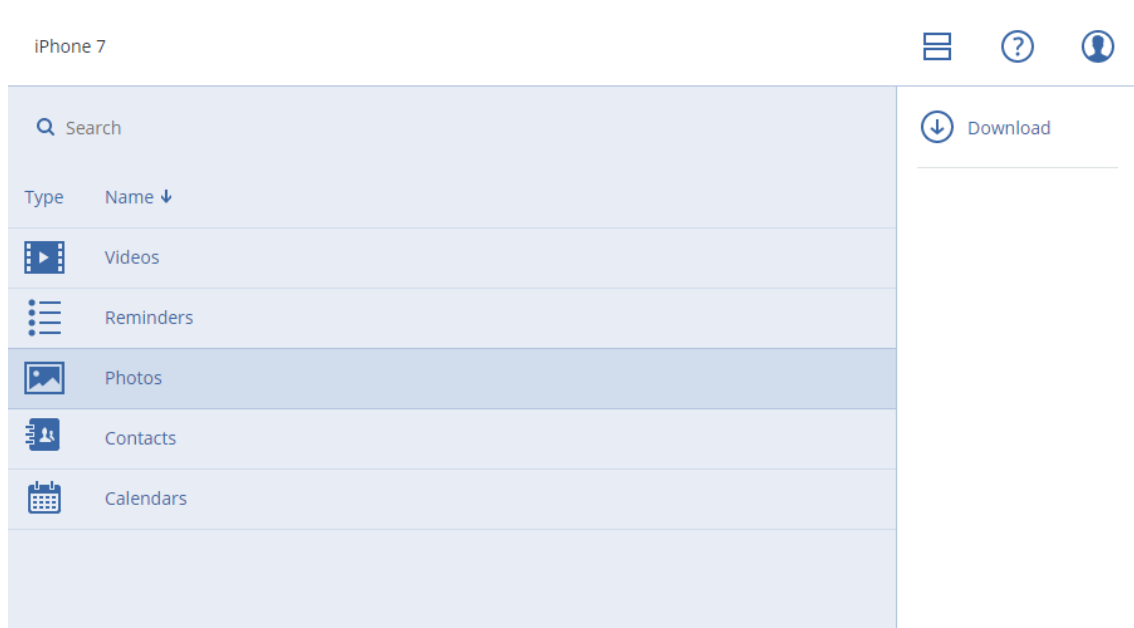 iPhone 7
Search
Download
Type Name
Videos
Reminders
Photos
Contacts
Calendars